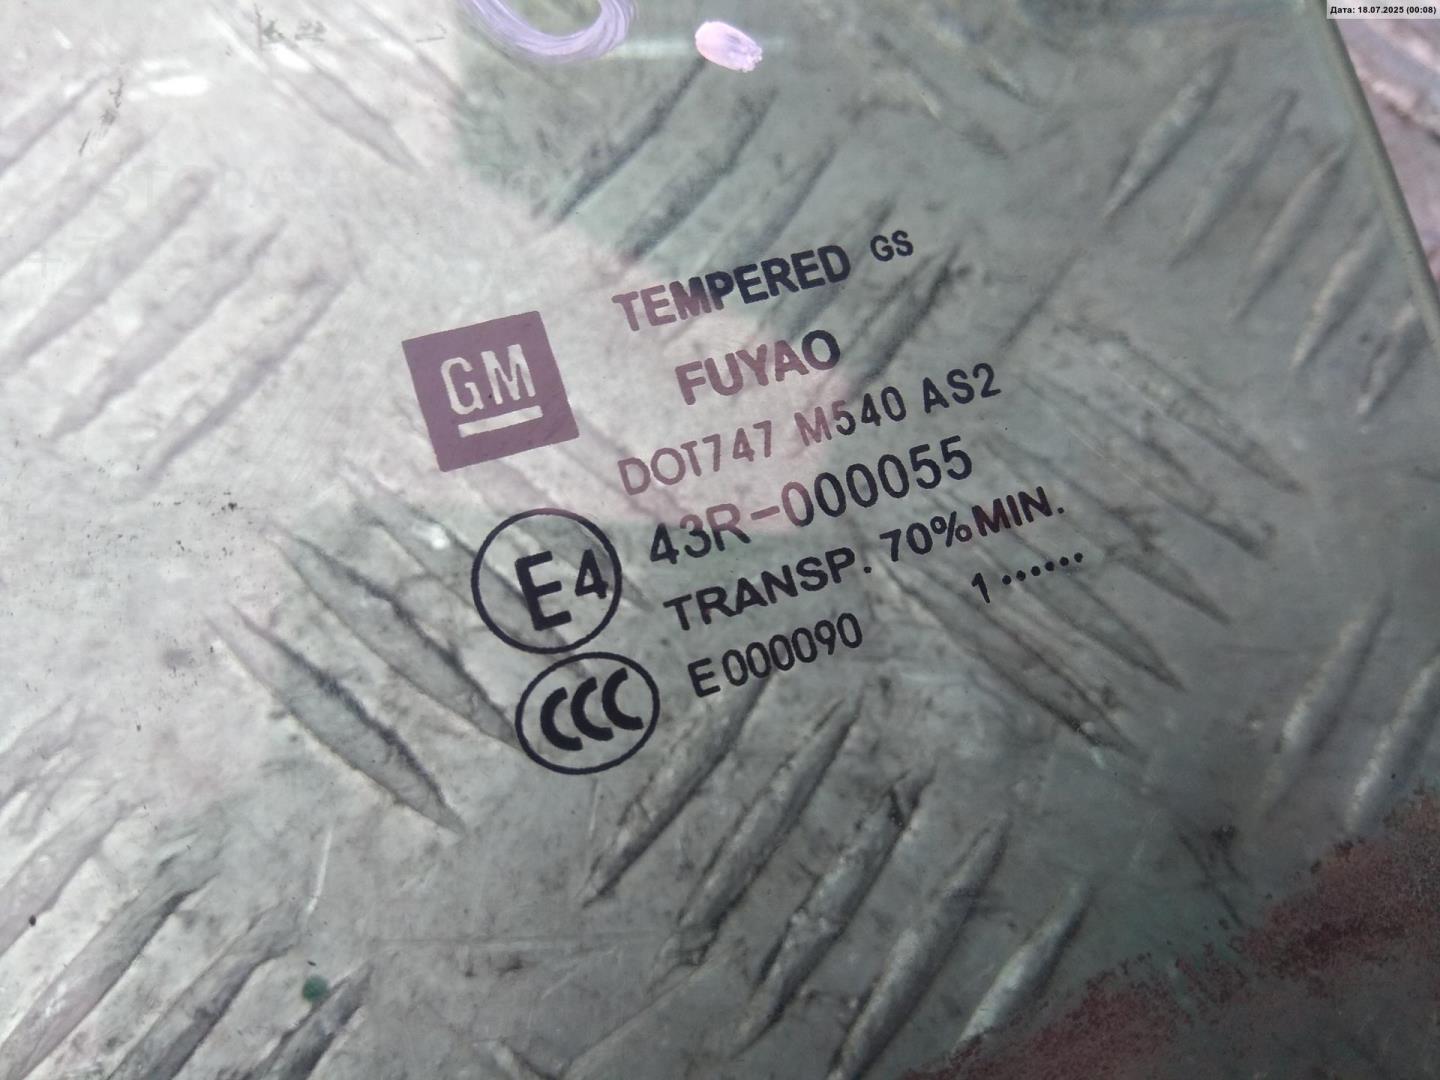 Дата: 18.07.2025 (00:08)
TEMPERED GS
GM
FUYAO
DOT747 M540 AS2
43R-000055
E4
TRANSP. 70%MIN.
1 ······
E000090
CCC